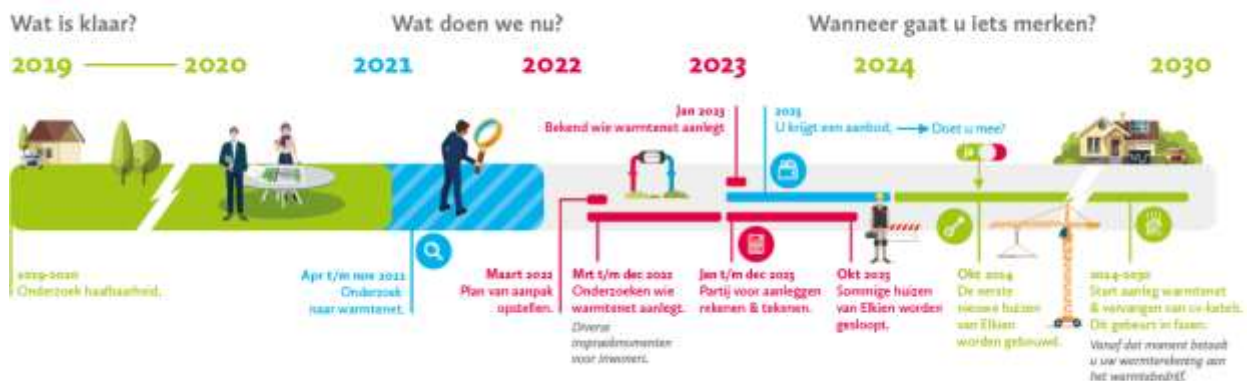 Wat is klaar?
Wat doen we nu?
Wanneer gaat u iets merken?
2019
2020
2021
2022
2023
2024
2030
Jan 2023
Bekend wie warmtenet aanlegt
2023
U krijgt een aanbod.
Doet u mee?
ja
2019-2020
Onderzoek haalbaarheid.
Apr t/m nov 2021
Onderzoek
naar warmtenet.
Maart 2022
Plan van aanpak
opstellen.
Mrt t/m dec 2022
Onderzoeken wie
warmtenet aanlegt.
Diverse
inspraakmomenten
voor inwoners.
Jan t/m dec 2023
Partij voor aanleggen
rekenen & tekenen.
Okt 2023
Sommige huizen
van Elkien worden
gesloopt.
Okt 2024
De eerste
nieuwe huizen
van Elkien
worden gebouwd.
2024-2030
Start aanleg warmtenet
& vervangen van cv-ketels.
Dit gebeurt in fasen.
Vanaf dat moment betaalt
u uw warmterekening aan
het warmtebedrijf.